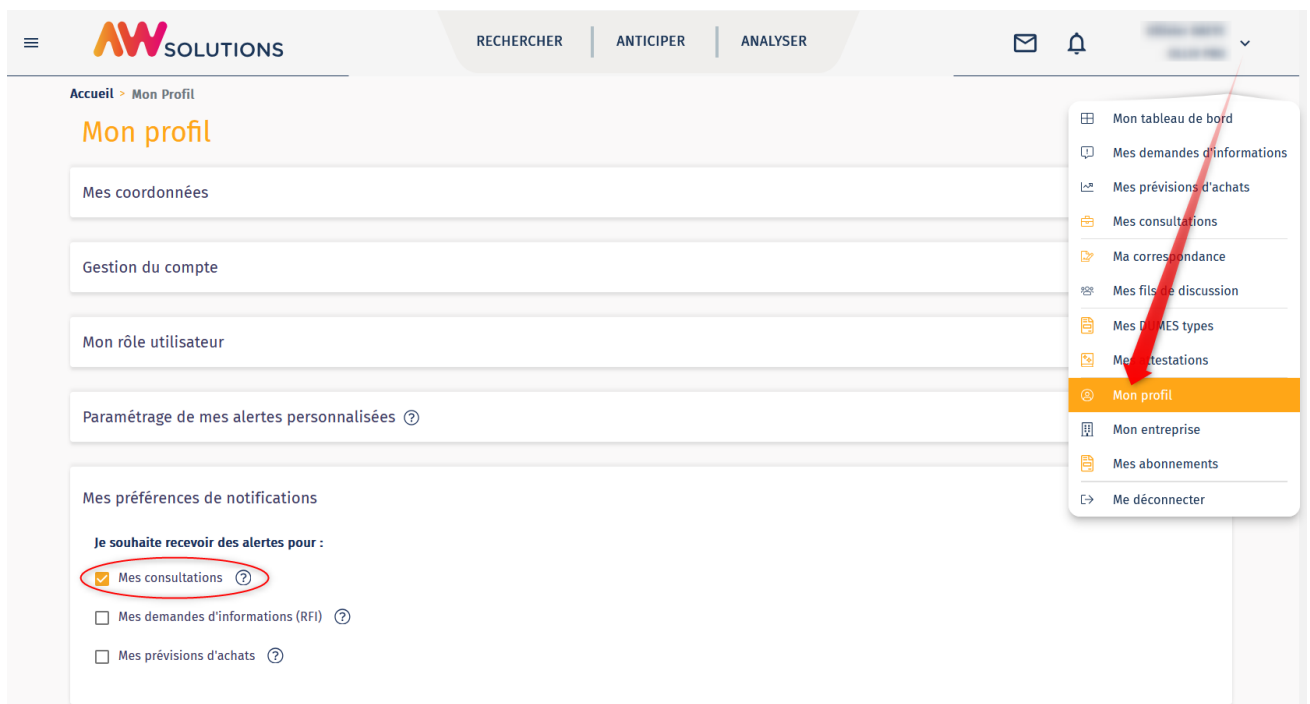 AW SOLUTIONS
RECHERCHER
ANTICIPER
ANALYSER
Accueil > Mon Profil
Mon profil
Mes coordonnées
Gestion du compte
Mon rôle utilisateur
Paramétrage de mes alertes personnalisées ?
Mes préférences de notifications
Je souhaite recevoir des alertes pour :
Mes consultations ?
Mes demandes d'informations (RFI) ?
Mes prévisions d'achats ?
Mon tableau de bord
Mes demandes d'informations
Mes prévisions d'achats
Mes consultations
Ma correspondance
Mes fils de discussion
Mes DUMES types
Mes attestations
Mon profil
Mon entreprise
Mes abonnements
Me déconnecter